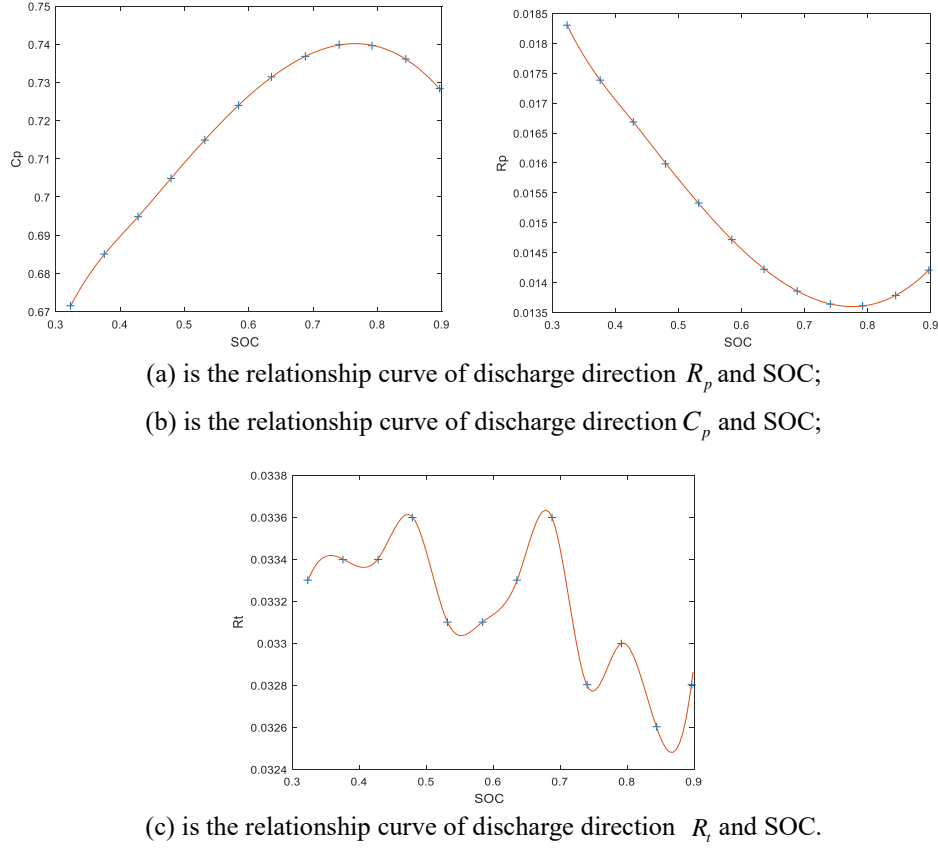 0.75
0.74
0.73
0.72
0.71
0.7
0.69
0.68
0.67
Cp
0.3 0.4 0.5 0.6 0.7 0.8 0.9
SOC
0.0185
0.018
0.0175
0.017
0.0165
0.016
0.0155
0.015
0.0145
0.014
0.0135
Rp
0.3 0.4 0.5 0.6 0.7 0.8 0.9
SOC
(a) is the relationship curve of discharge direction R_p and SOC;
(b) is the relationship curve of discharge direction C_p and SOC;
0.0338
0.0336
0.0334
0.0332
0.033
0.0328
0.0326
0.0324
Rt
0.3 0.4 0.5 0.6 0.7 0.8 0.9
SOC
(c) is the relationship curve of discharge direction R_t and SOC.